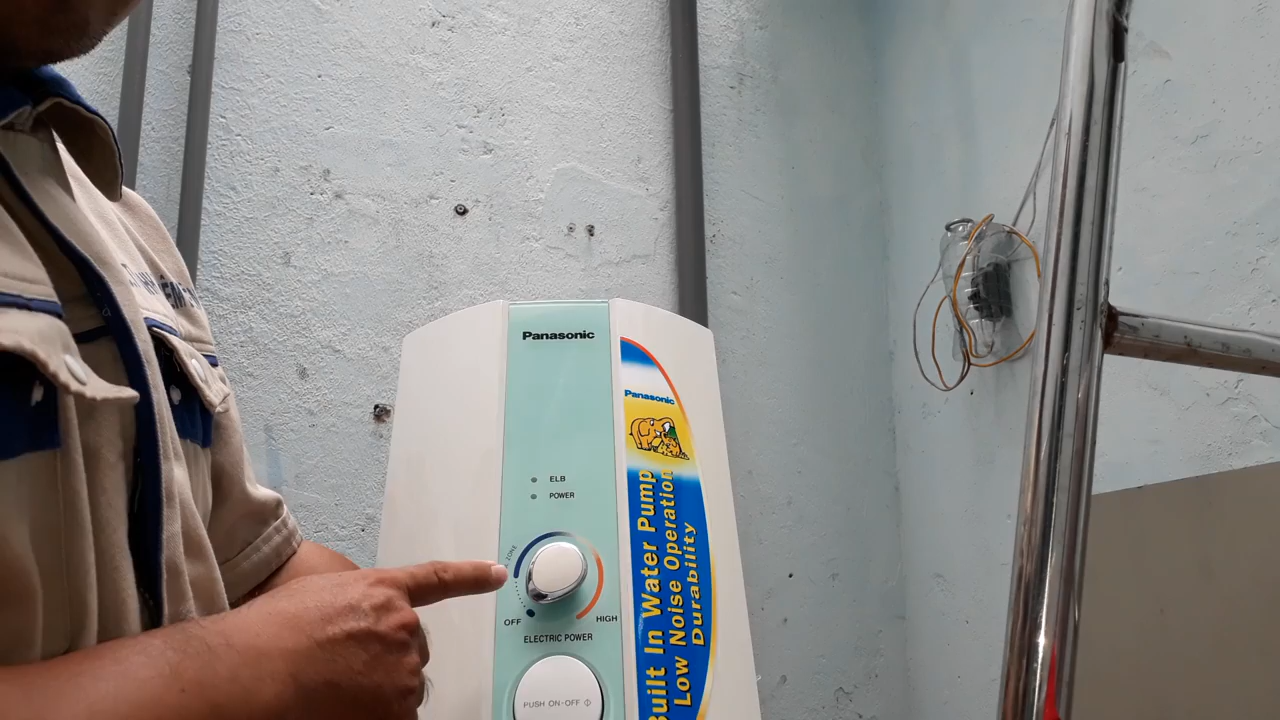 Panasonic
Panasonic
ELB
POWER
ZONE
OFF
HIGH
ELECTRIC POWER
PUSH ON-OFF
Built In Water Pump
Low Noise Operation
Durability